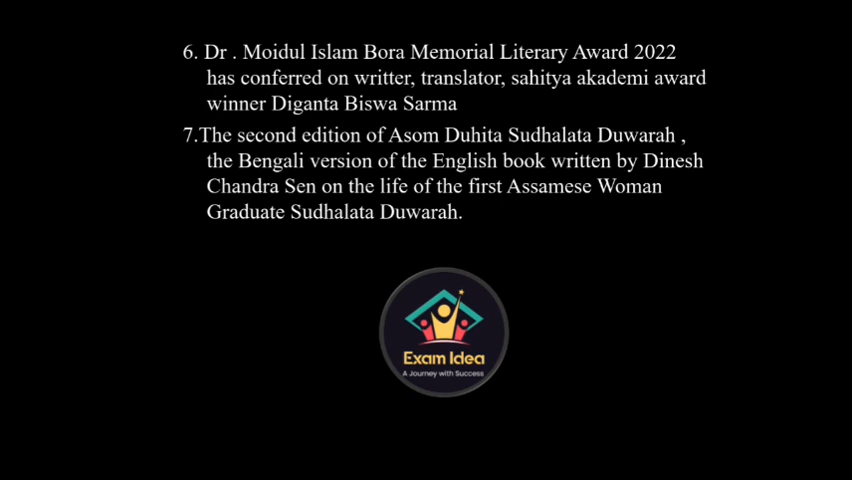 6. Dr . Moidul Islam Bora Memorial Literary Award 2022
has conferred on writter, translator, sahitya akademi award
winner Diganta Biswa Sarma
7.The second edition of Asom Duhita Sudhalata Duwarah ,
the Bengali version of the English book written by Dinesh
Chandra Sen on the life of the first Assamese Woman
Graduate Sudhalata Duwarah.
Exam Idea
A Journey with Success